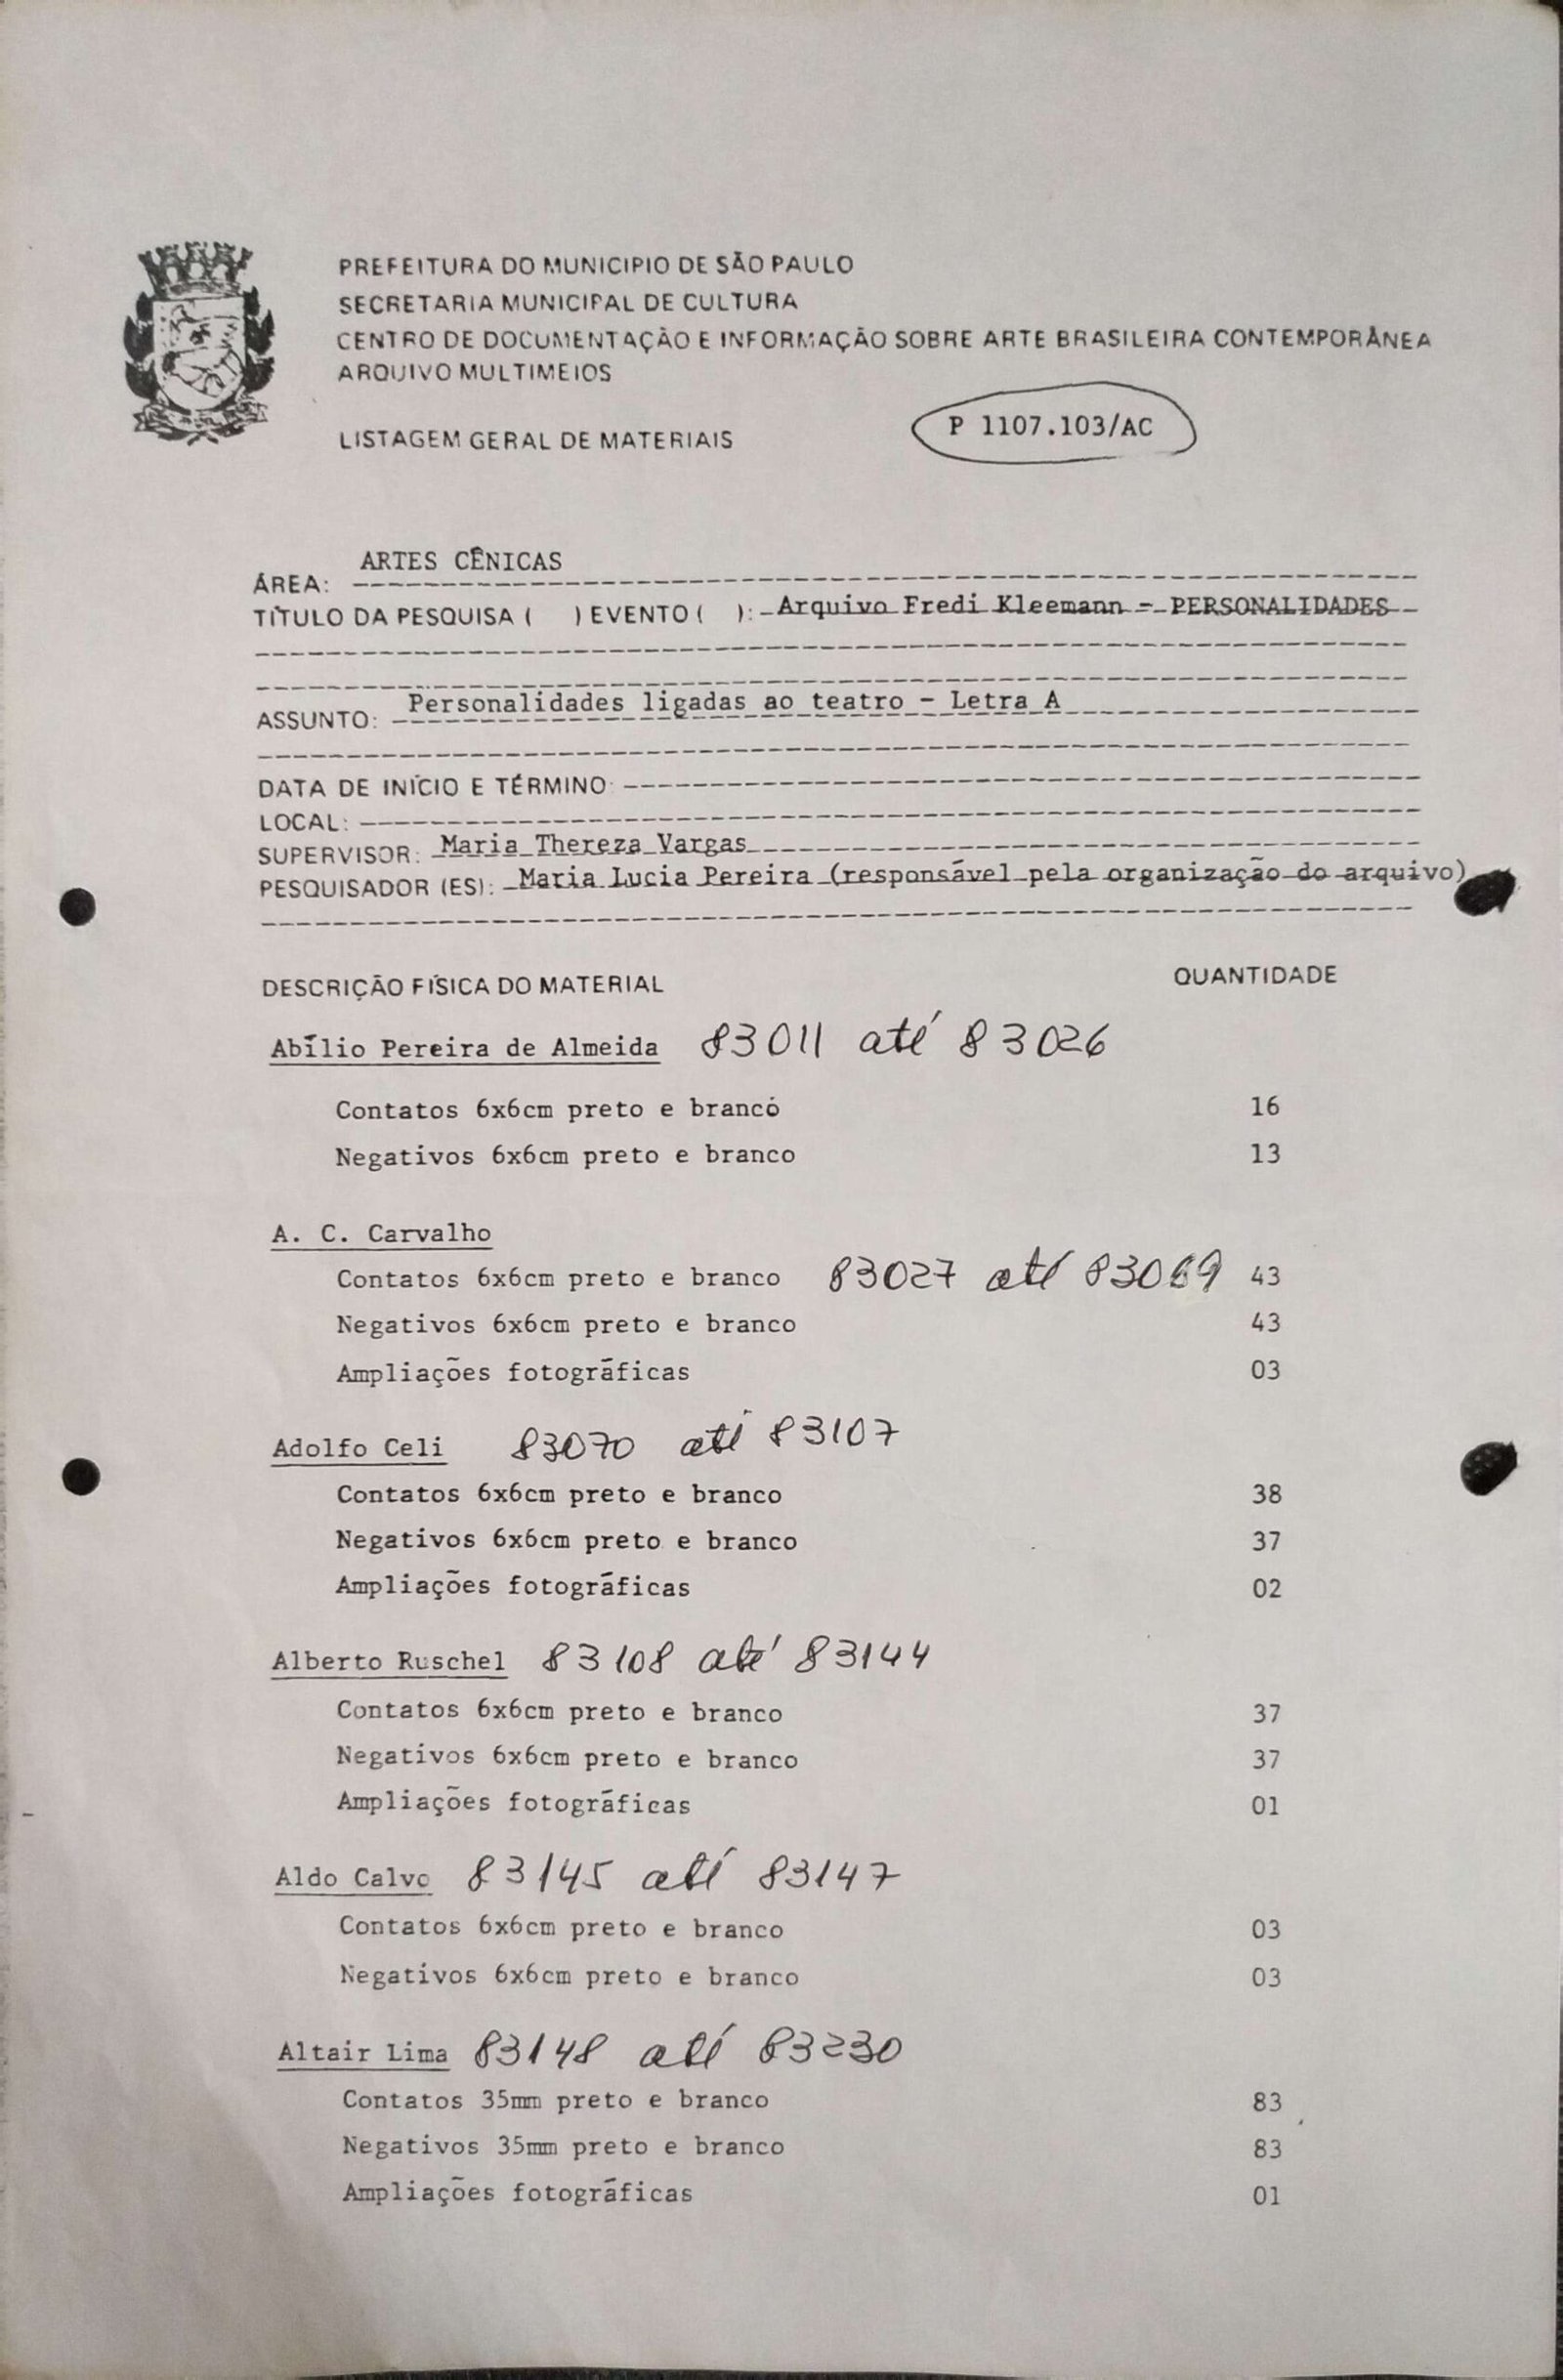 PREFEITURA DO MUNICIPIO DE SÃO PAULO
SECRETARIA MUNICIPAL DE CULTURA
CENTRO DE DOCUMENTAÇÃO E INFORMAÇÃO SOBRE ARTE BRASILEIRA CONTEMPORÂNEA
ARQUIVO MULTIMEIOS
LISTAGEM GERAL DE MATERIAIS
P 1107.103/AC
ÁREA: ARTES CÊNICAS
TÍTULO DA PESQUISA ( ) EVENTO ( ): Arquivo Fredi Kleemann - PERSONALIDADES
ASSUNTO: Personalidades ligadas ao teatro - Letra A
DATA DE INÍCIO E TÉRMINO:
LOCAL:
SUPERVISOR: Maria Thereza Vargas
PESQUISADOR (ES): Maria Lucia Pereira (responsável pela organização do arquivo)
DESCRIÇÃO FÍSICA DO MATERIAL QUANTIDADE
Abílio Pereira de Almeida 83011 até 83026
Contatos 6x6cm preto e branco 16
Negativos 6x6cm preto e branco 13
A. C. Carvalho
Contatos 6x6cm preto e branco 83027 até 83069 43
Negativos 6x6cm preto e branco 43
Ampliações fotográficas 03
Adolfo Celi 83070 até 83107
Contatos 6x6cm preto e branco 38
Negativos 6x6cm preto e branco 37
Ampliações fotográficas 02
Alberto Ruschel 83108 até 83144
Contatos 6x6cm preto e branco 37
Negativos 6x6cm preto e branco 37
Ampliações fotográficas 01
Aldo Calvo 83145 até 83147
Contatos 6x6cm preto e branco 03
Negativos 6x6cm preto e branco 03
Altair Lima 83148 até 83230
Contatos 35mm preto e branco 83
Negativos 35mm preto e branco 83
Ampliações fotográficas 01